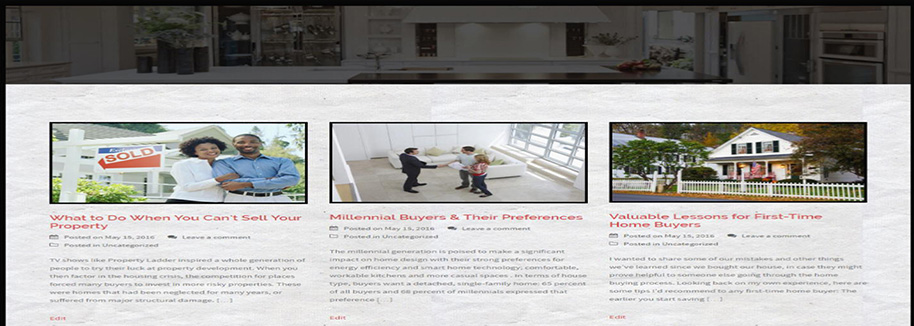 SOLD
What to Do When You Can't Sell Your
Property
Posted on May 15, 2016 Leave a comment
Posted in Uncategorized
TV shows like Property Ladder inspired a whole generation of
people to try their luck at property development. When you
then factor in the housing crisis, the competition for places
forced many buyers to invest in more risky properties. These
were homes that had been neglected for many years, or
suffered from major structural damage. [...]
Edit
Millennial Buyers & Their Preferences
Posted on May 15, 2016 Leave a comment
Posted in Uncategorized
The millennial generation is poised to make a significant
impact on home design with their strong preferences for
energy efficiency and smart home technology; comfortable,
workable kitchens and more casual spaces . In terms of house
type, buyers want a detached, single-family home: 65 percent
of all buyers and 68 percent of millennials expressed that
preference [...]
Edit
Valuable Lessons for First-Time
Home Buyers
Posted on May 15, 2016 Leave a comment
Posted in Uncategorized
I wanted to share some of our mistakes and other things
we've learned since we bought our house, in case they might
prove helpful to someone else going through the home
buying process. Looking back on my own experience, here are
some tips I'd recommend to any first-time home buyer: The
earlier you start saving [...]
Edit